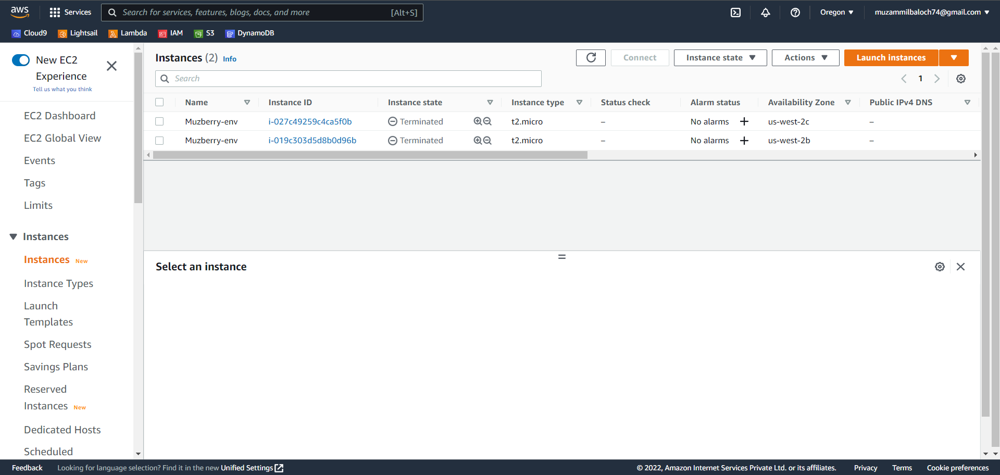 aws
Services
Search for services, features, blogs, docs, and more
[Alt+S]
Oregon ▼
muzammilbaloch74@gmail.com ▼
Cloud9
Lightsail
Lambda
IAM
S3
DynamoDB
New EC2
Experience
Tell us what you think
EC2 Dashboard
EC2 Global View
Events
Tags
Limits
Instances
Instances New
Instance Types
Launch
Templates
Spot Requests
Savings Plans
Reserved
Instances New
Dedicated Hosts
Scheduled
Instances (2) Info
Connect
Instance state
Actions
Launch instances
Search
1
Name Instance ID Instance state Instance type Status check Alarm status Availability Zone Public IPv4 DNS
Muzberry-env i-027c49259c4ca5f0b Terminated t2.micro – No alarms + us-west-2c –
Muzberry-env i-019c303d5d8b0d96b Terminated t2.micro – No alarms + us-west-2b –
Select an instance
Feedback
Looking for language selection? Find it in the new Unified Settings
© 2022, Amazon Internet Services Private Ltd. or its affiliates.
Privacy
Terms
Cookie preferences